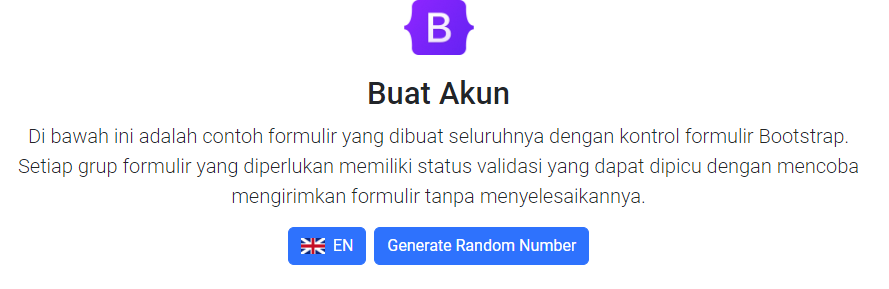 B
Buat Akun
Di bawah ini adalah contoh formulir yang dibuat seluruhnya dengan kontrol formulir Bootstrap.
Setiap grup formulir yang diperlukan memiliki status validasi yang dapat dipicu dengan mencoba
mengirimkan formulir tanpa menyelesaikannya.
EN
Generate Random Number